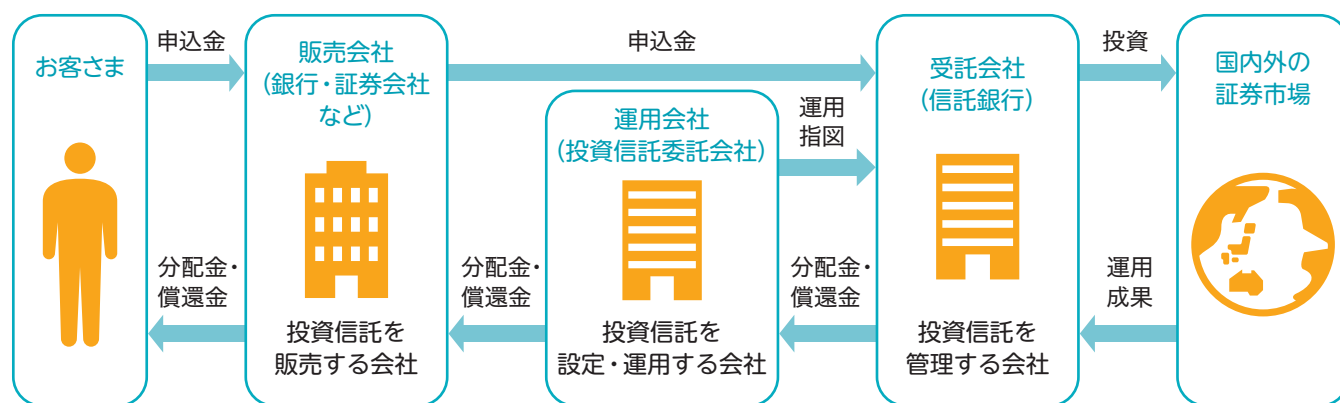 お客さま
申込金
販売会社
(銀行・証券会社
など)
投資信託を
販売する会社
申込金
運用会社
(投資信託委託会社)
投資信託を
設定・運用する会社
運用
指図
受託会社
(信託銀行)
投資信託を
管理する会社
投資
国内外の
証券市場
運用
成果
分配金・
償還金
分配金・
償還金
分配金・
償還金